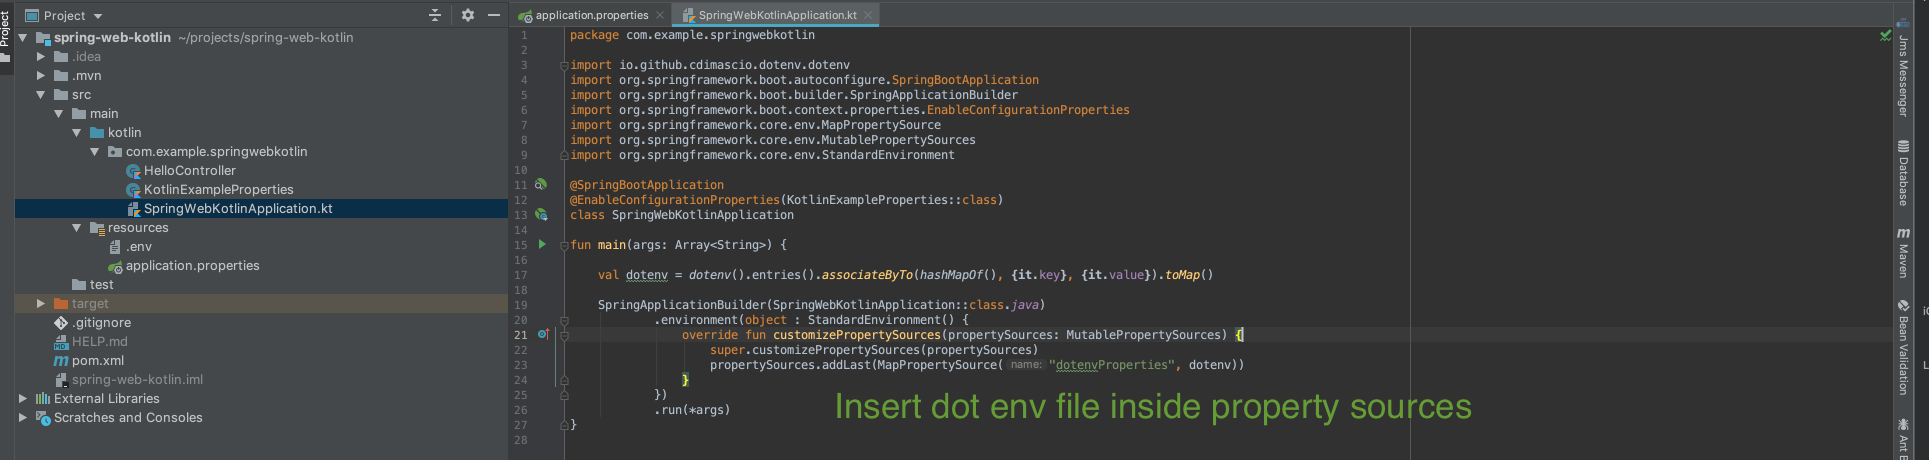 Project
application.properties
SpringWebKotlinApplication.kt
Project
spring-web-kotlin ~/projects/spring-web-kotlin
.idea
.mvn
src
main
kotlin
com.example.springwebkotlin
HelloController
KotlinExampleProperties
SpringWebKotlinApplication.kt
resources
.env
application.properties
test
target
.gitignore
HELP.md
pom.xml
spring-web-kotlin.iml
External Libraries
Scratches and Consoles
1 package com.example.springwebkotlin
2
3 import io.github.cdimascio.dotenv.dotenv
4 import org.springframework.boot.autoconfigure.SpringBootApplication
5 import org.springframework.boot.builder.SpringApplicationBuilder
6 import org.springframework.boot.context.properties.EnableConfigurationProperties
7 import org.springframework.core.env.MapPropertySource
8 import org.springframework.core.env.MutablePropertySources
9 import org.springframework.core.env.StandardEnvironment
10
11 @SpringBootApplication
12 @EnableConfigurationProperties(KotlinExampleProperties::class)
13 class SpringWebKotlinApplication
14
15 fun main(args: Array<String>) {
16
17 val dotenv = dotenv().entries().associateByTo(hashMapOf(), {it.key}, {it.value}).toMap()
18
19 SpringApplicationBuilder(SpringWebKotlinApplication::class.java)
20 .environment(object : StandardEnvironment() {
21 override fun customizePropertySources(propertySources: MutablePropertySources) {
22 super.customizePropertySources(propertySources)
23 propertySources.addLast(MapPropertySource( name: "dotenvProperties", dotenv))
24 }
25 })
26 .run(*args)
27 }
28
Insert dot env file inside property sources
Jms Messenger
Database
Maven
Bean Validation
Ant